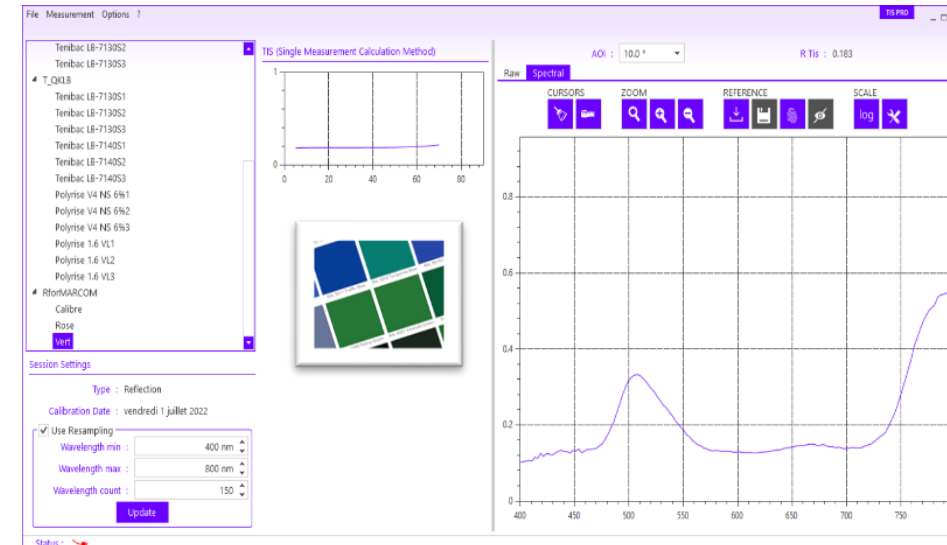 File Measurement Options ?
TIS PRO
Tenibac LB-7130S2
Tenibac LB-7130S3
T_QKLB
Tenibac LB-7130S1
Tenibac LB-7130S2
Tenibac LB-7130S3
Tenibac LB-7140S1
Tenibac LB-7140S2
Tenibac LB-7140S3
Polyrise V4 NS 6%1
Polyrise V4 NS 6%2
Polyrise V4 NS 6%3
Polyrise 1.6 VL1
Polyrise 1.6 VL2
Polyrise 1.6 VL3
RforMARCOM
Calibre
Rose
Vert
Session Settings
Type : Reflection
Calibration Date : vendredi 1 juillet 2022
Use Resampling
Wavelength min : 400 nm
Wavelength max : 800 nm
Wavelength count : 150
Update
Status :
TIS (Single Measurement Calculation Method)
1
0
0 20 40 60 80
AOI : 10.0 ° R Tis : 0.183
Raw Spectral
CURSORS ZOOM REFERENCE SCALE
log
0.8
0.6
0.4
0.2
0
400 450 500 550 600 650 700 750